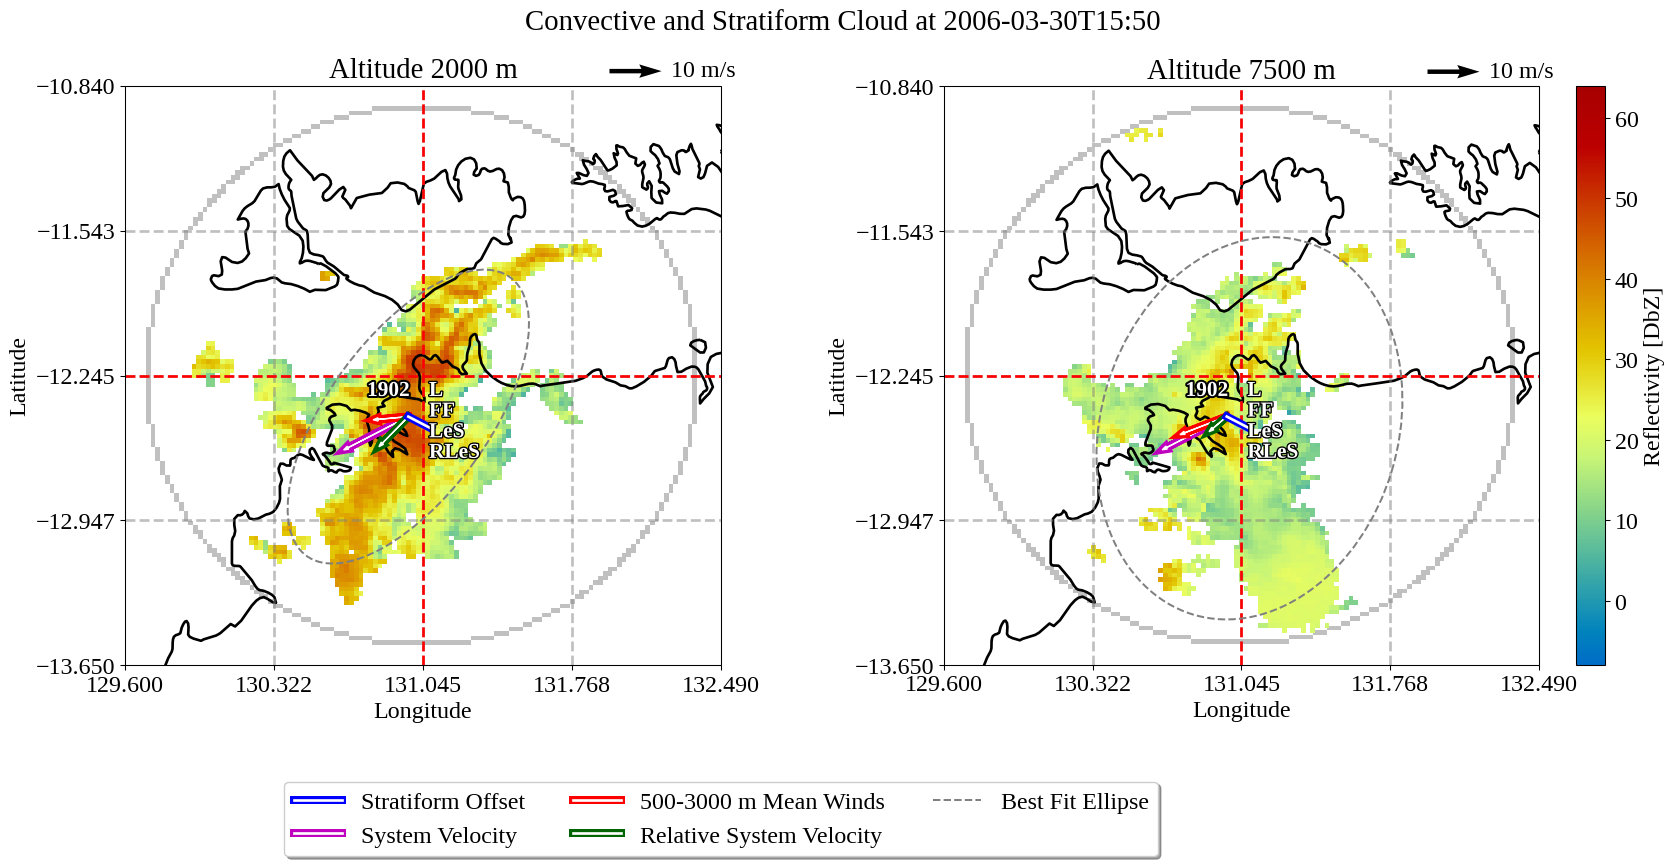 Convective and Stratiform Cloud at 2006-03-30T15:50
Altitude 2000 m
10 m/s
−10.840
−11.543
−12.245
−12.947
−13.650
129.600
130.322
131.045
131.768
132.490
Longitude
Latitude
1902
L
FF
LeS
RLeS
Altitude 7500 m
10 m/s
−10.840
−11.543
−12.245
−12.947
−13.650
129.600
130.322
131.045
131.768
132.490
Longitude
Latitude
1902
L
FF
LeS
RLeS
60
50
40
30
20
10
0
Reflectivity [DbZ]
Stratiform Offset
System Velocity
500-3000 m Mean Winds
Relative System Velocity
Best Fit Ellipse